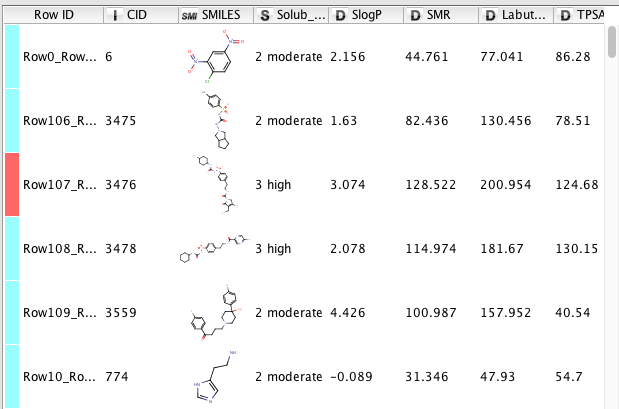 Row ID I CID SMI SMILES S Solub_... D SlogP D SMR D Labut... D TPSA
Row0_Row... 6 2 moderate 2.156 44.761 77.041 86.28
Row106_R... 3475 2 moderate 1.63 82.436 130.456 78.51
Row107_R... 3476 3 high 3.074 128.522 200.954 124.68
Row108_R... 3478 3 high 2.078 114.974 181.67 130.15
Row109_R... 3559 2 moderate 4.426 100.987 157.952 40.54
Row10_Ro... 774 2 moderate −0.089 31.346 47.93 54.7